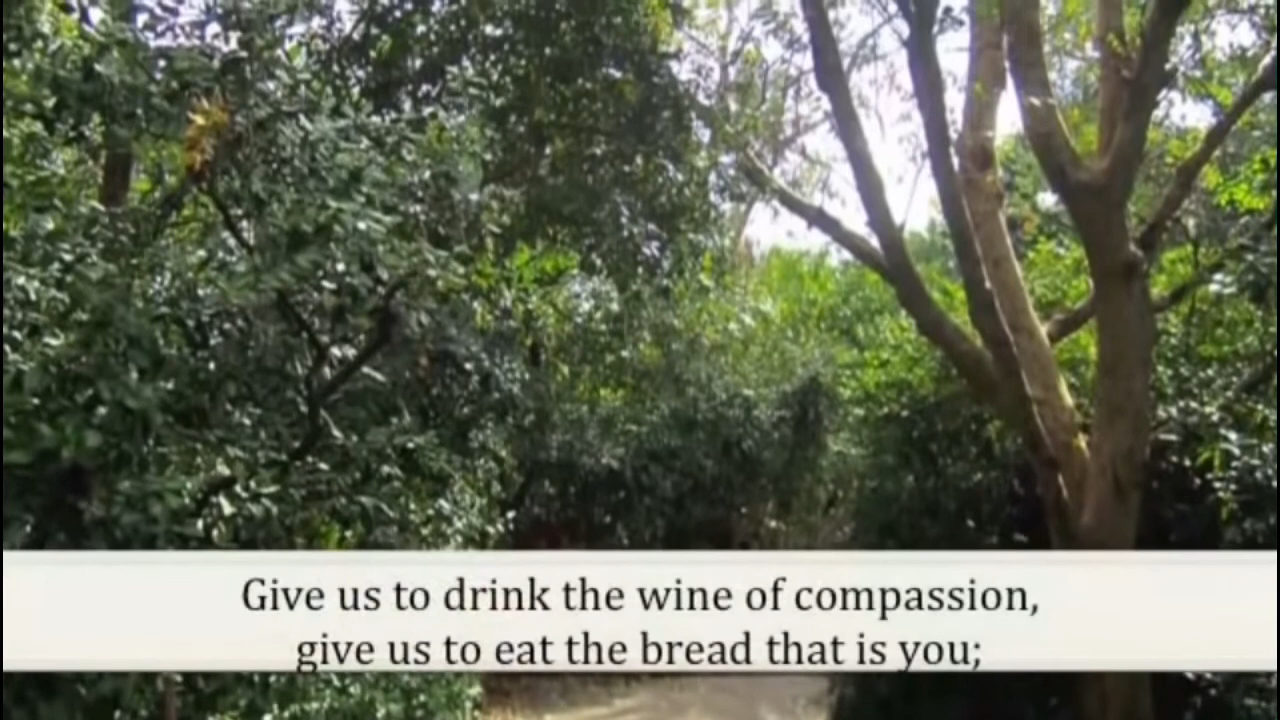 Give us to drink the wine of compassion,
give us to eat the bread that is you;